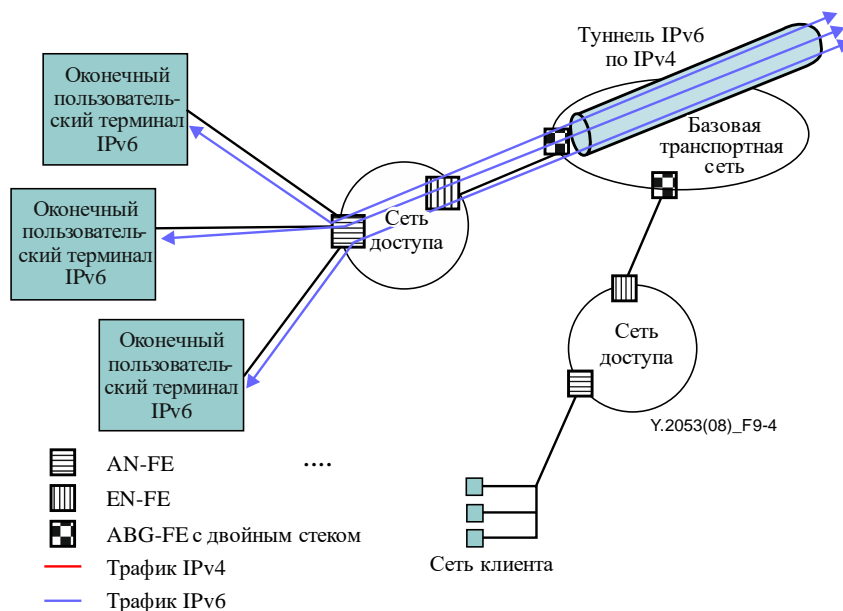 Туннель IPv6
по IPv4
Оконечный
пользователь-
ский терминал
IPv6
Базовая
транспортная
сеть
Оконечный
пользователь-
ский терминал
IPv6
Сеть
доступа
Оконечный
пользователь-
ский терминал
IPv6
Сеть
доступа
Y.2053(08)_F9-4
AN-FE
....
EN-FE
ABG-FE с двойным стеком
Сеть клиента
Трафик IPv4
Трафик IPv6